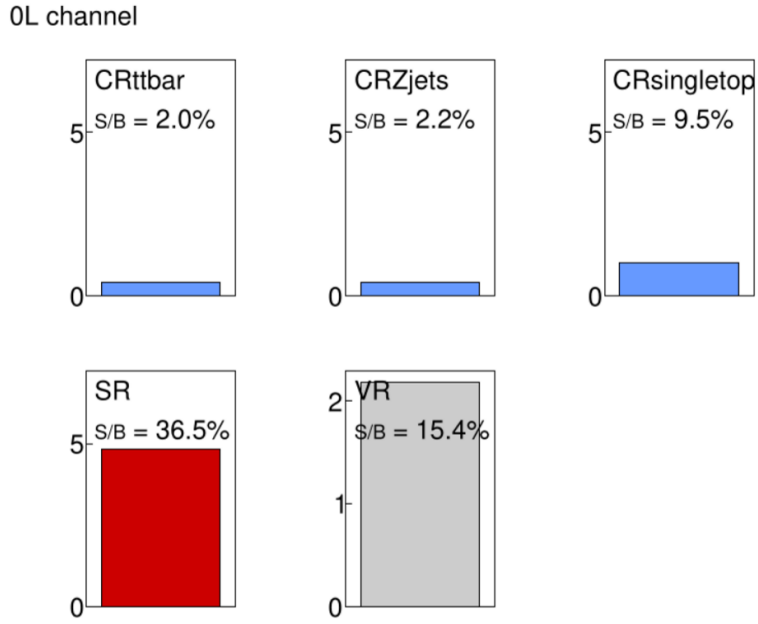 0L channel
CRttbar
S/B = 2.0%
5
0
CRZjets
S/B = 2.2%
5
0
CRsingletop
S/B = 9.5%
5
0
SR
S/B = 36.5%
5
0
VR
S/B = 15.4%
2
1
0